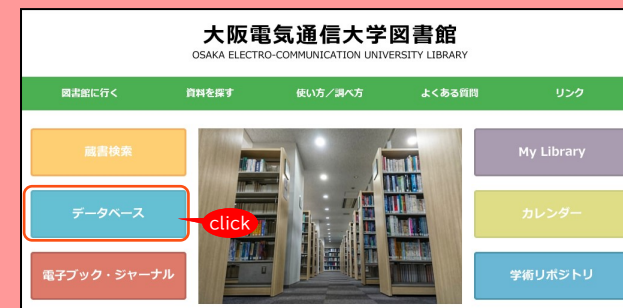 大阪電気通信大学図書館
OSAKA ELECTRO-COMMUNICATION UNIVERSITY LIBRARY
図書館に行く 資料を探す 使い方／調べ方 よくある質問 リンク
蔵書検索
My Library
データベース
click
カレンダー
電子ブック・ジャーナル
学術リポジトリ